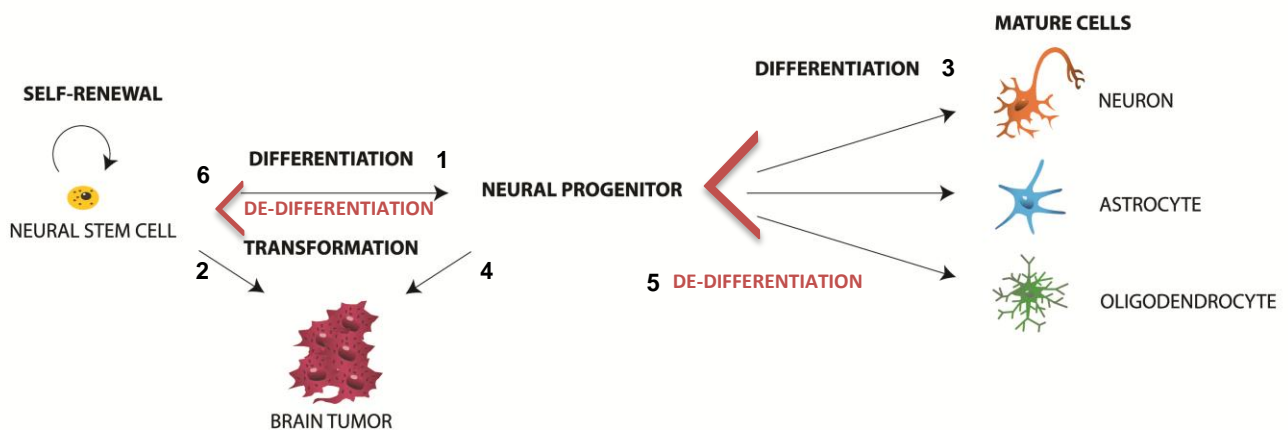 MATURE CELLS
DIFFERENTIATION 3
NEURON
SELF-RENEWAL
DIFFERENTIATION 1
6
NEURAL PROGENITOR
DE-DIFFERENTIATION
ASTROCYTE
NEURAL STEM CELL
TRANSFORMATION
2
4
5 DE-DIFFERENTIATION
OLIGODENDROCYTE
BRAIN TUMOR